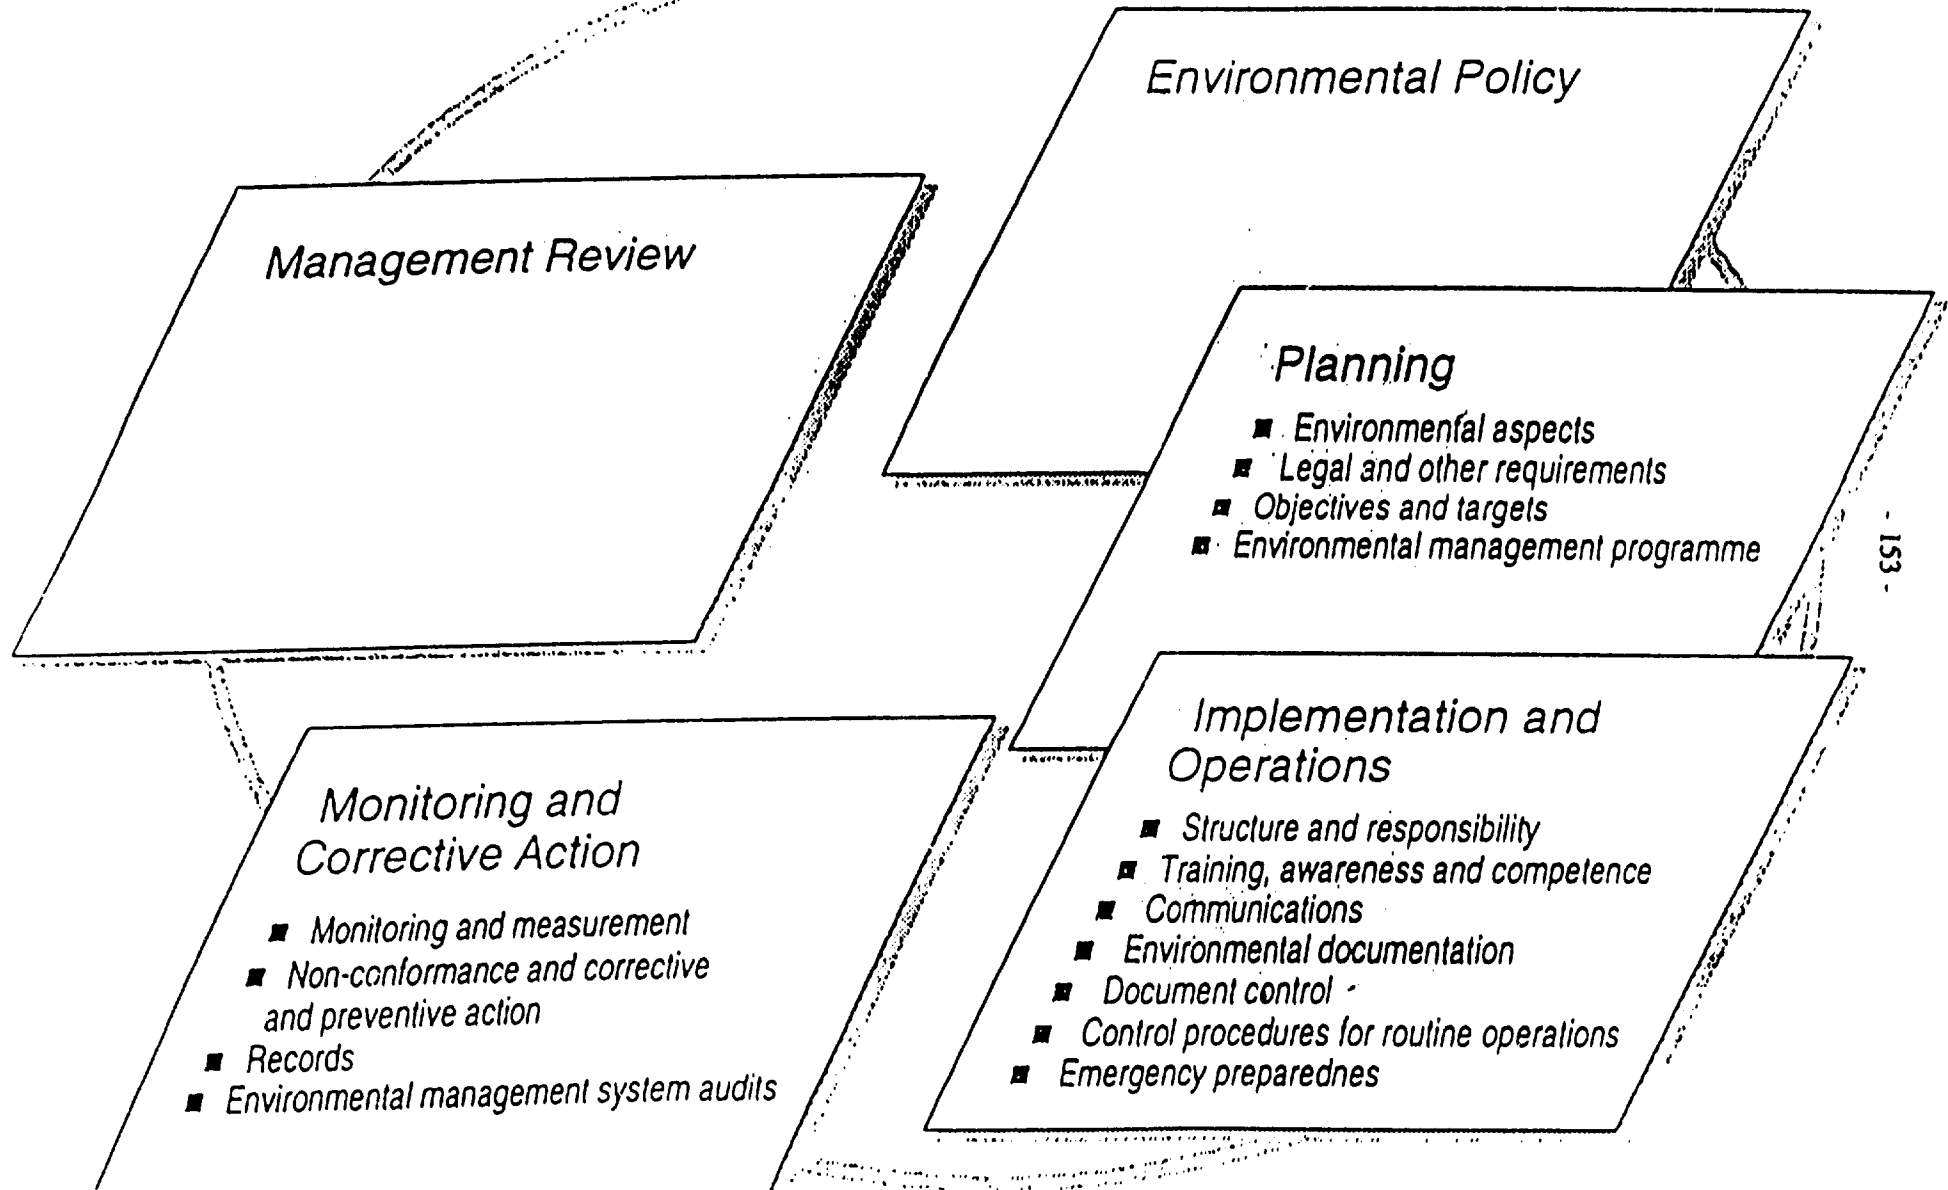 Environmental Policy
Management Review
Planning
■ Environmental aspects
■ Legal and other requirements
■ Objectives and targets
■ Environmental management programme
- 153 -
Implementation and
Operations
■ Structure and responsibility
■ Training, awareness and competence
■ Communications
■ Environmental documentation
■ Document control
■ Control procedures for routine operations
■ Emergency preparednes
Monitoring and
Corrective Action
■ Monitoring and measurement
■ Non-conformance and corrective
and preventive action
■ Records
■ Environmental management system audits